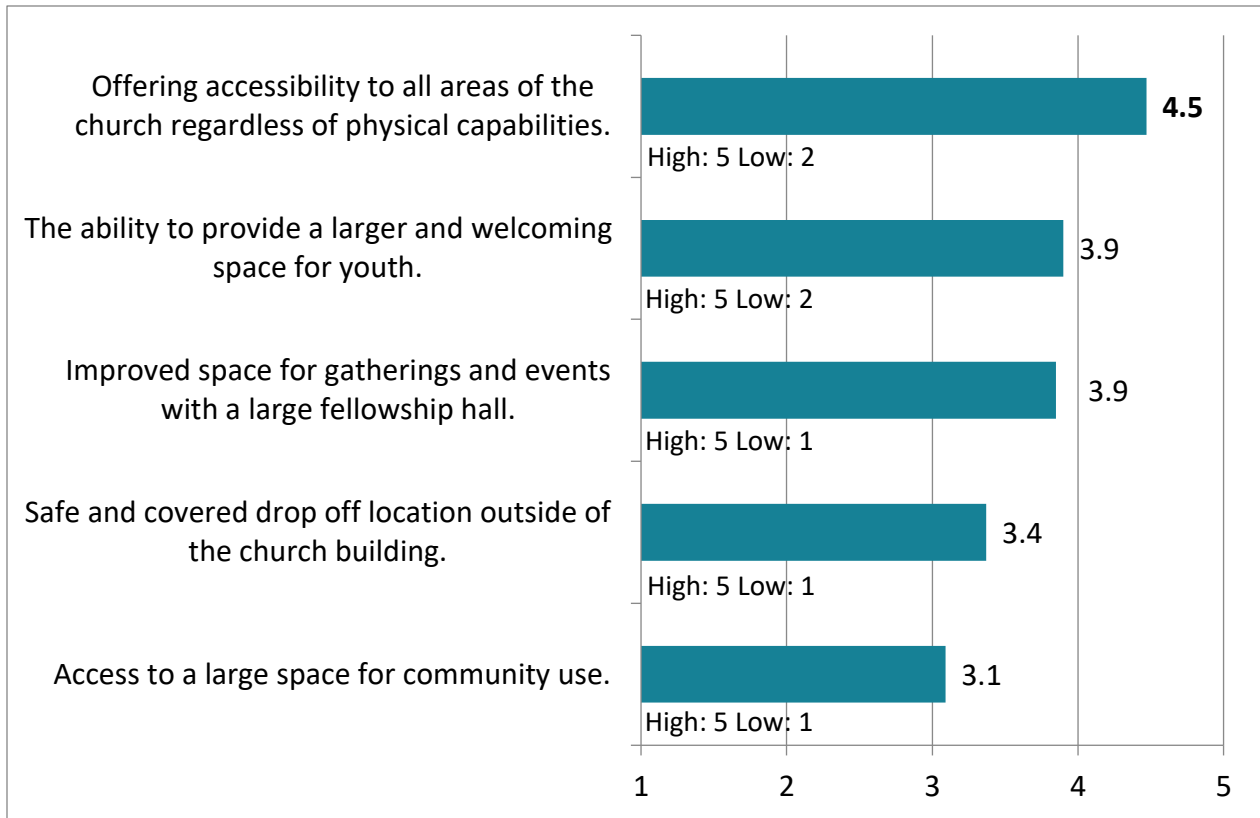 Offering accessibility to all areas of the
church regardless of physical capabilities.
4.5
High: 5 Low: 2
The ability to provide a larger and welcoming
space for youth.
3.9
High: 5 Low: 2
Improved space for gatherings and events
with a large fellowship hall.
3.9
High: 5 Low: 1
Safe and covered drop off location outside of
the church building.
3.4
High: 5 Low: 1
Access to a large space for community use.
3.1
High: 5 Low: 1
1 2 3 4 5